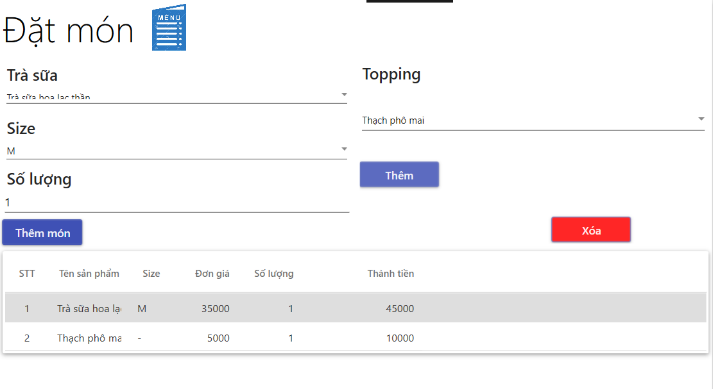 Đặt món
MENU
Trà sữa
Trà sữa hoa lạc thần
Size
M
Số lượng
1
Thêm món
Topping
Thạch phô mai
Thêm
Xóa
STT Tên sản phẩm Size Đơn giá Số lượng Thành tiền
1 Trà sữa hoa lạc M 35000 1 45000
2 Thạch phô ma - 5000 1 10000